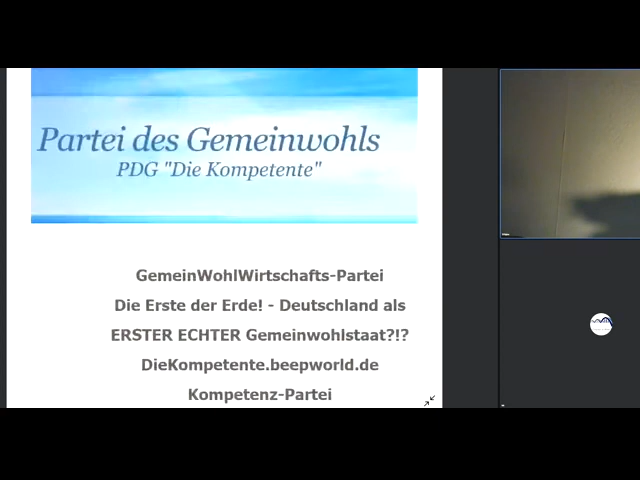 Partei des Gemeinwohls
PDG "Die Kompetente"
GemeinWohlWirtschafts-Partei
Die Erste der Erde! - Deutschland als
ERSTER ECHTER Gemeinwohlstaat?!?
DieKompetente.beepworld.de
Kompetenz-Partei